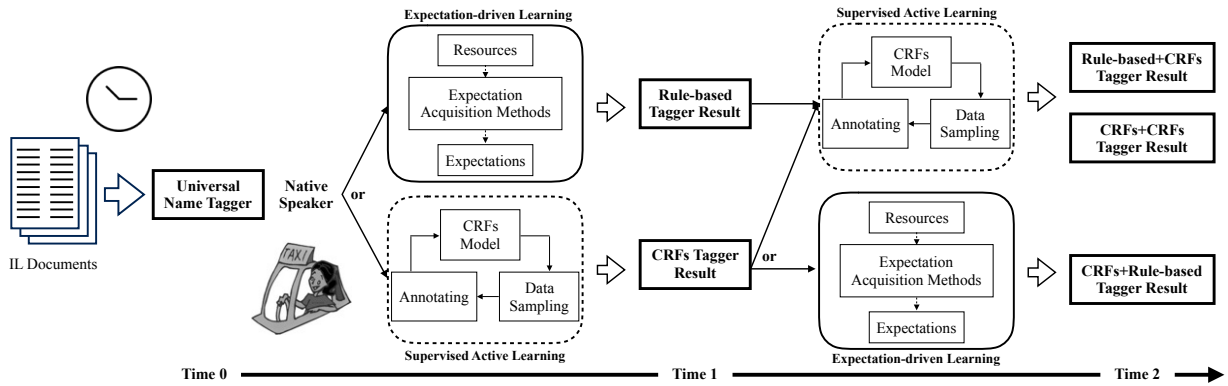 Expectation-driven Learning
Resources
Expectation
Acquisition Methods
Expectations
Supervised Active Learning
CRFs
Model
Annotating
Data
Sampling
Rule-based
Tagger Result
Rule-based+CRFs
Tagger Result
CRFs+CRFs
Tagger Result
IL Documents
Universal
Name Tagger
Native
Speaker
or
TAXI
CRFs
Model
Annotating
Data
Sampling
Supervised Active Learning
CRFs Tagger
Result
or
Resources
Expectation
Acquisition Methods
Expectations
Expectation-driven Learning
CRFs+Rule-based
Tagger Result
Time 0
Time 1
Time 2